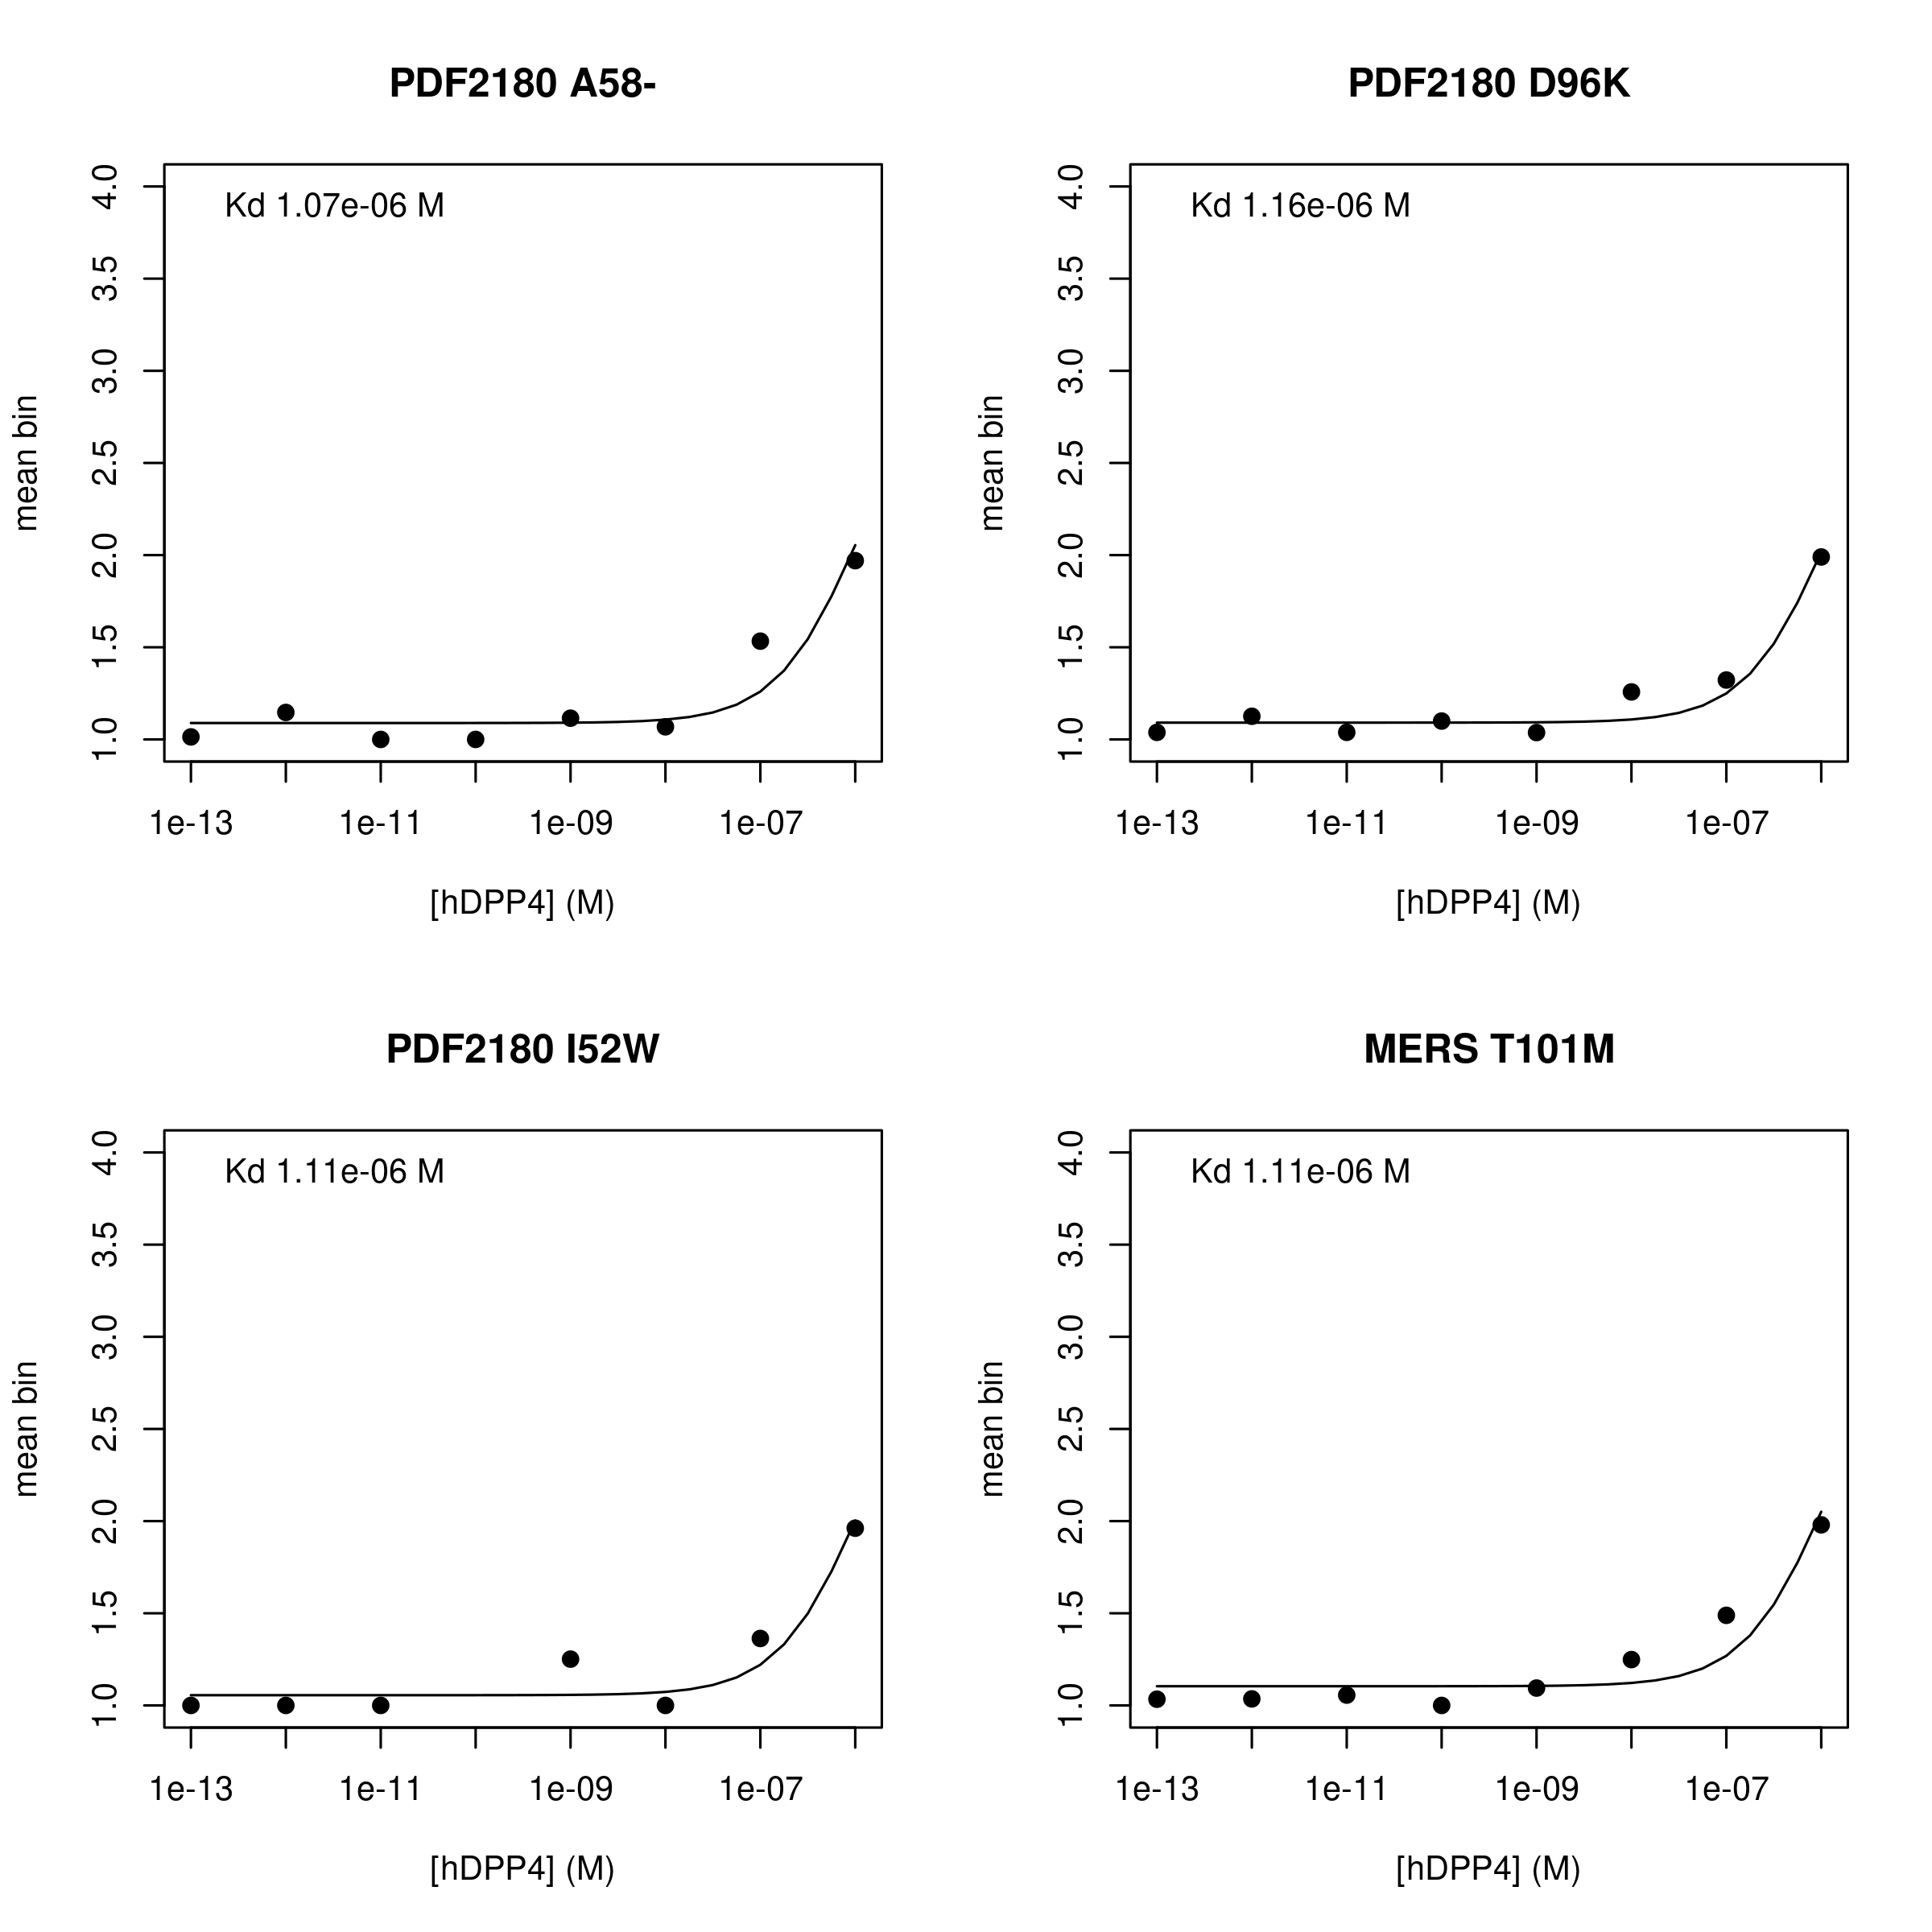 PDF2180 A58-
Kd 1.07e-06 M
mean bin
4.0
3.5
3.0
2.5
2.0
1.5
1.0
1e-13 1e-11 1e-09 1e-07
[hDPP4] (M)
PDF2180 D96K
Kd 1.16e-06 M
mean bin
4.0
3.5
3.0
2.5
2.0
1.5
1.0
1e-13 1e-11 1e-09 1e-07
[hDPP4] (M)
PDF2180 I52W
Kd 1.11e-06 M
mean bin
4.0
3.5
3.0
2.5
2.0
1.5
1.0
1e-13 1e-11 1e-09 1e-07
[hDPP4] (M)
MERS T101M
Kd 1.11e-06 M
mean bin
4.0
3.5
3.0
2.5
2.0
1.5
1.0
1e-13 1e-11 1e-09 1e-07
[hDPP4] (M)